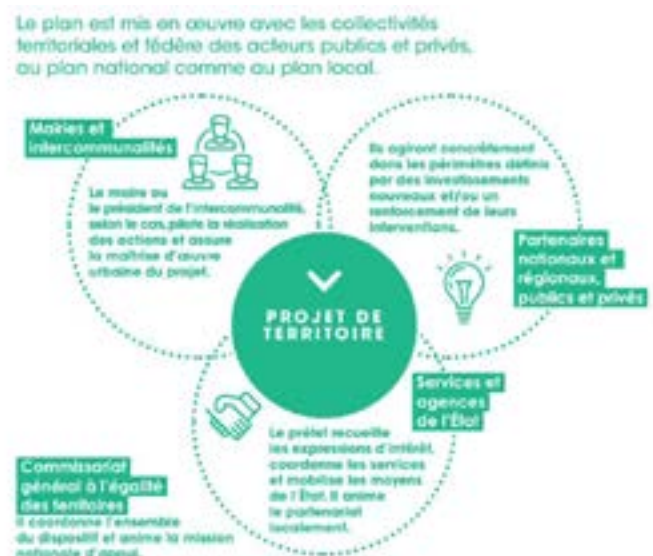 Le plan est mis en œuvre avec les collectivités
territoriales et fédère des acteurs publics et privés,
au plan national comme au plan local.
Mairies et
intercommunalités
Le maire ou
le président de l'intercommunalité,
selon le cas, pilote la réalisation
des actions et assure
la maîtrise d'œuvre
urbaine du projet.
Ils agiront concrètement
dans les périmètres définis
par des investissements
nouveaux et/ou un
renforcement de leurs
interventions.
Partenaires
nationaux et
régionaux,
publics et privés
PROJET DE
TERRITOIRE
Services et
agences
de l'État
Le préfet recueille
les expressions d'intérêt,
coordonne les services
et mobilise les moyens
de l'État. Il anime
le partenariat
localement.
Commissariat
général à l'égalité
des territoires
Il coordonne l'ensemble
du dispositif et anime la mission
nationale d'appui.